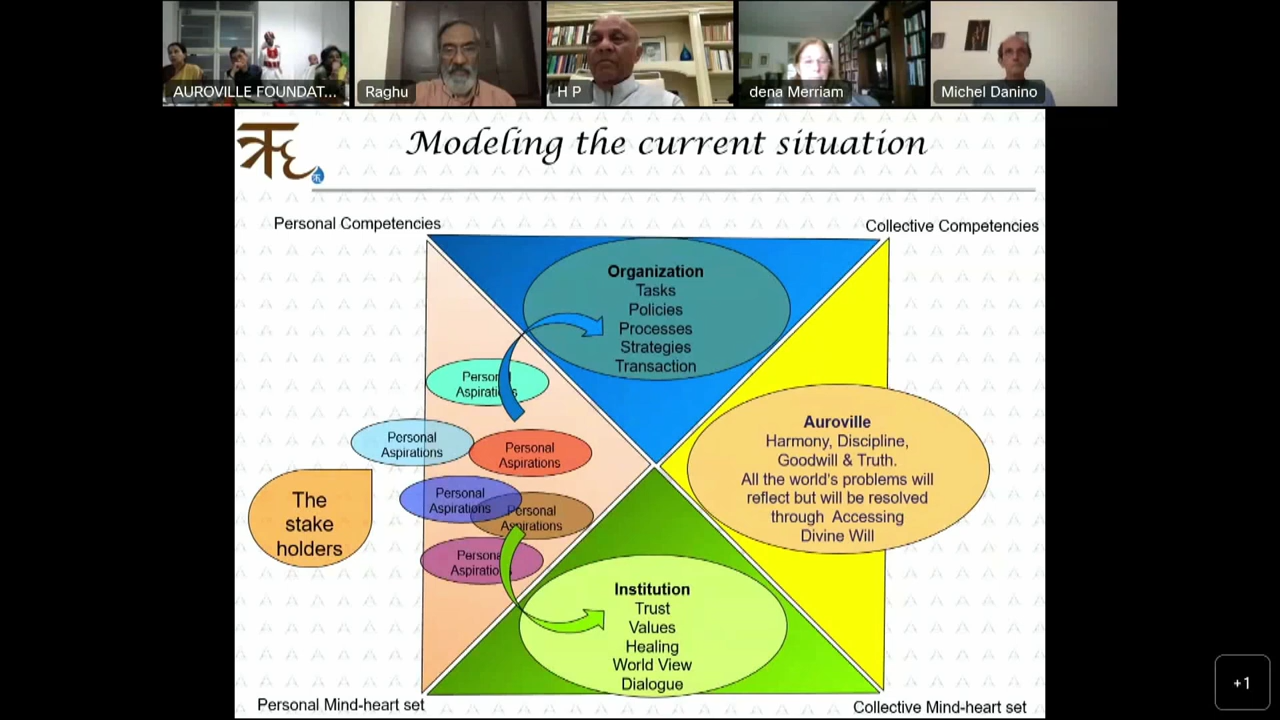 AUROVILLE FOUNDAT...
Raghu
H P
dena Merriam
Michel Danino
Modeling the current situation
Personal Competencies
Collective Competencies
Organization
Tasks
Policies
Processes
Strategies
Transaction
Personal
Aspirations
Personal
Aspirations
Personal
Aspirations
Personal
Aspirations
Personal
Aspirations
Personal
Aspirations
The
stake
holders
Auroville
Harmony, Discipline,
Goodwill & Truth.
All the world's problems will
reflect but will be resolved
through Accessing
Divine Will
Institution
Trust
Values
Healing
World View
Dialogue
Personal Mind-heart set
Collective Mind-heart set
+1